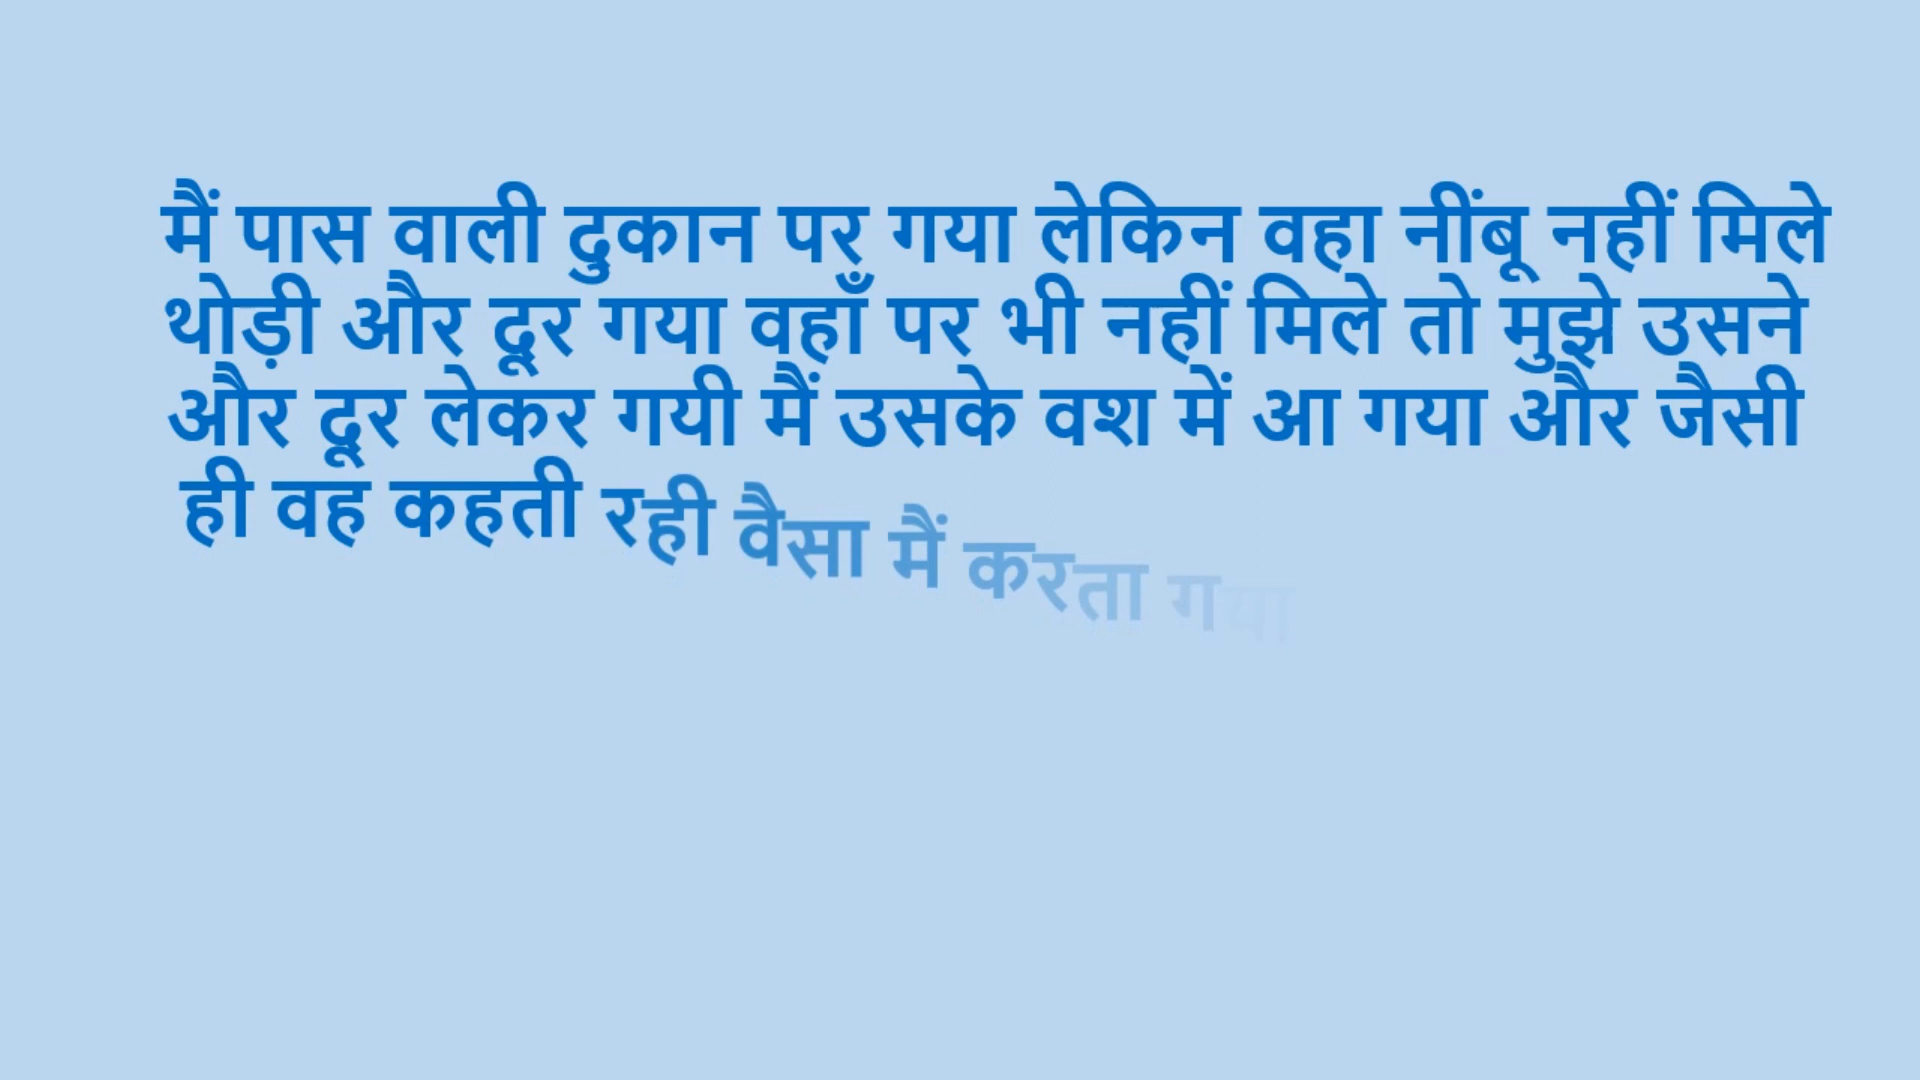 मैं पास वाली दुकान पर गया लेकिन वहा नींबू नहीं मिले
थोड़ी और दूर गया वहाँ पर भी नहीं मिले तो मुझे उसने
और दूर लेकर गयी मैं उसके वश में आ गया और जैसी
ही वह कहती रही वैसा मैं करता गया